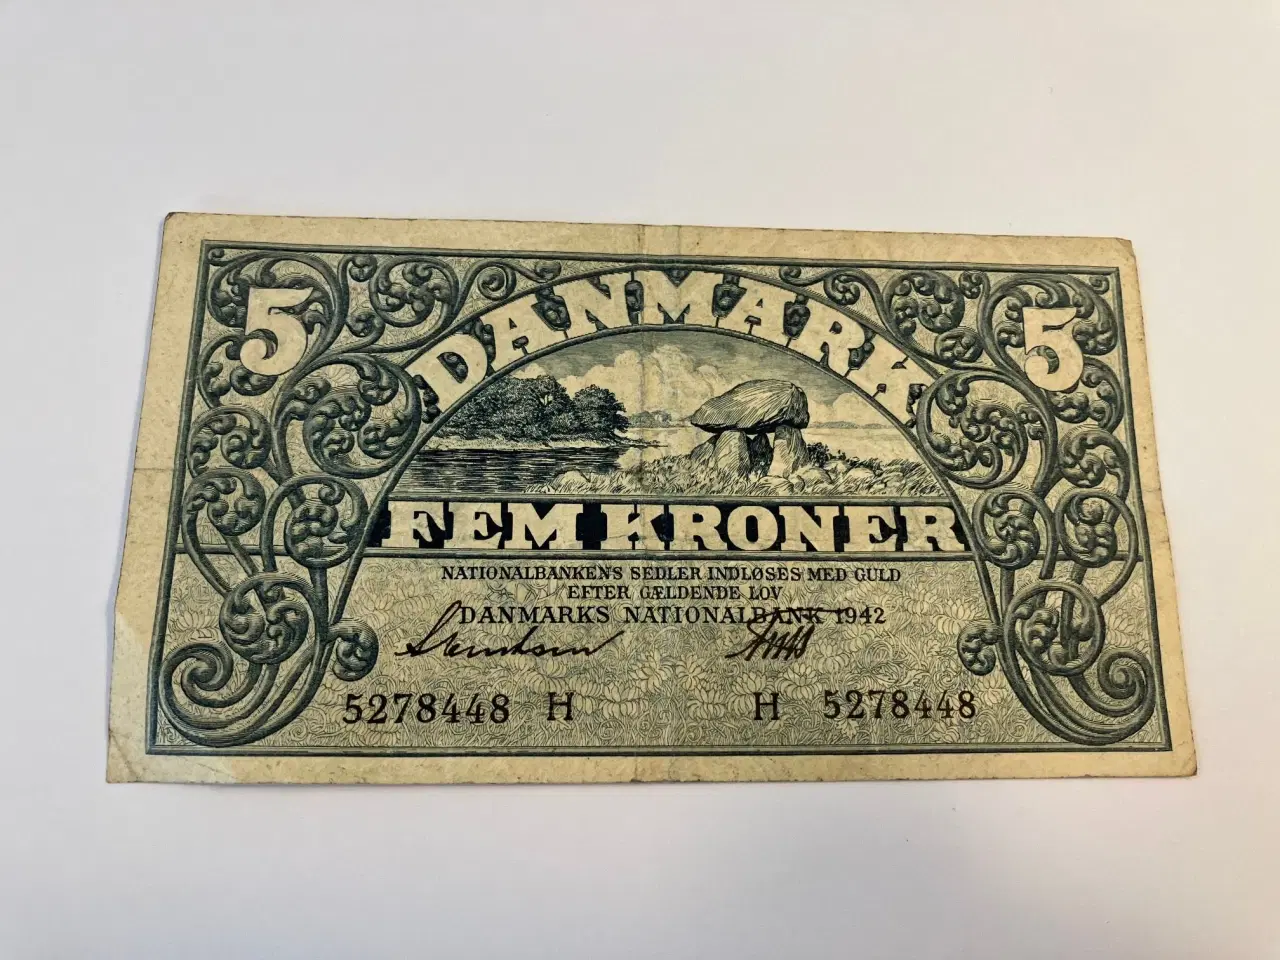 5 5
DANMARK
FEM KRONER
NATIONALBANKENS SEDLER INDLØSES MED GULD
EFTER GÆLDENDE LOV
DANMARKS NATIONALBANK 1942
5278448 H H 5278448